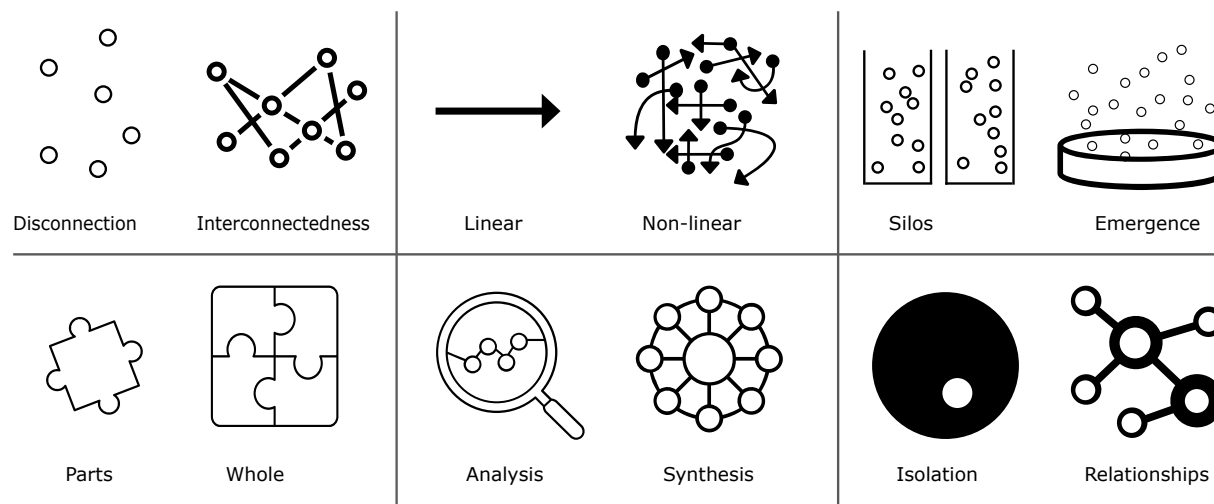 Disconnection
Interconnectedness
Linear
Non-linear
Silos
Emergence
Parts
Whole
Analysis
Synthesis
Isolation
Relationships